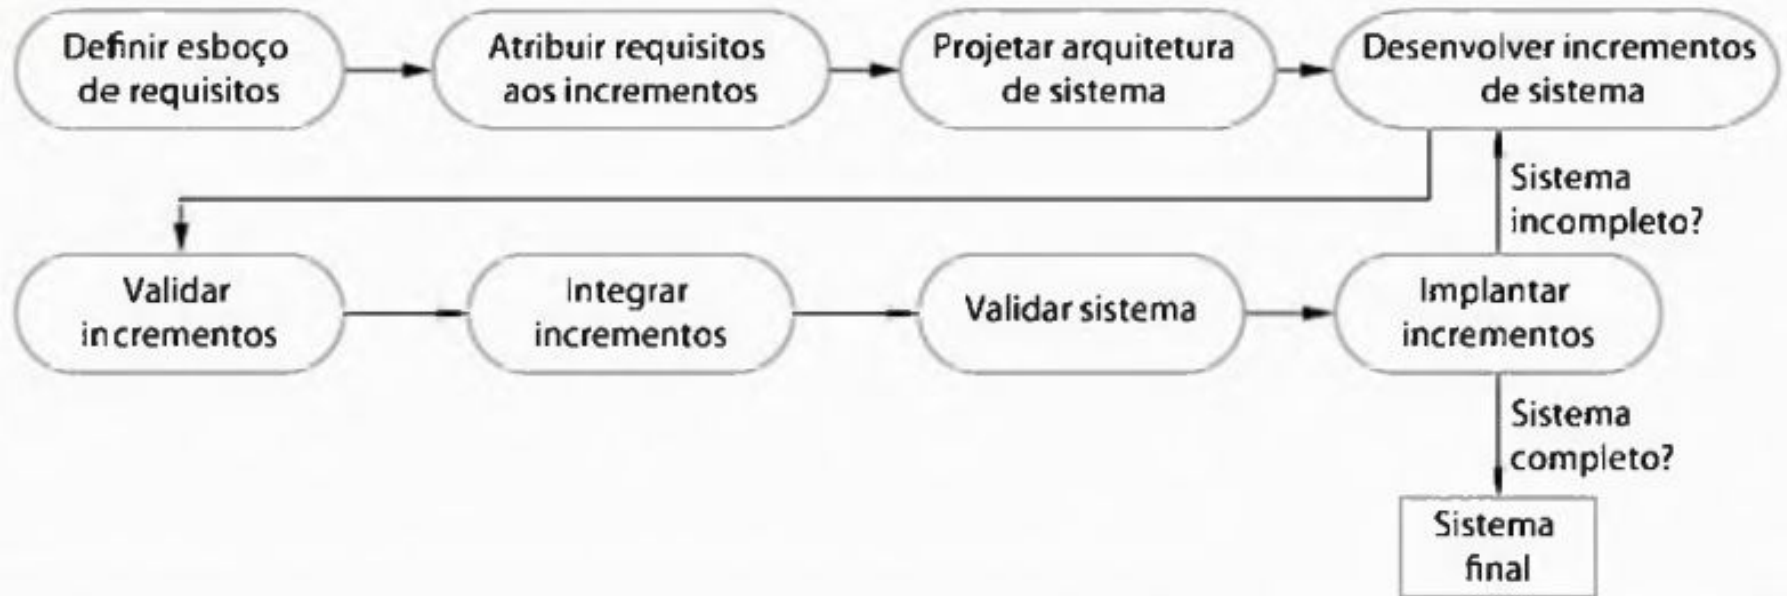 Definir esboço
de requisitos
Atribuir requisitos
aos incrementos
Projetar arquitetura
de sistema
Desenvolver incrementos
de sistema
Sistema
incompleto?
Validar
incrementos
Integrar
incrementos
Validar sistema
Implantar
incrementos
Sistema
completo?
Sistema
final